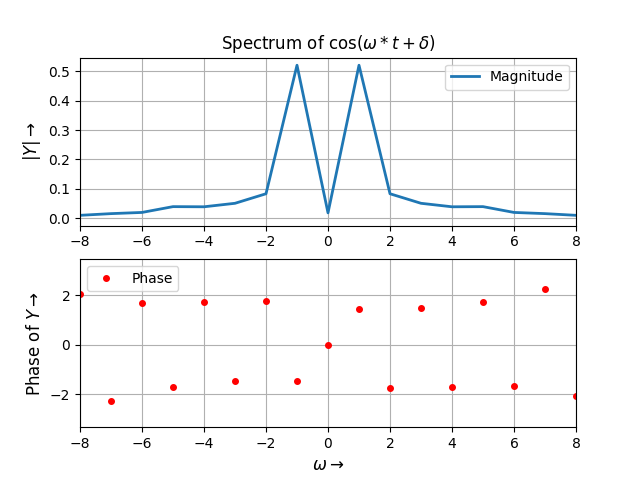 Spectrum of cos(ω * t + δ)
0.5
0.4
0.3
0.2
0.1
0.0
|Y| →
Magnitude
−8 −6 −4 −2 0 2 4 6 8
2
0
−2
Phase of Y →
Phase
−8 −6 −4 −2 0 2 4 6 8
ω →